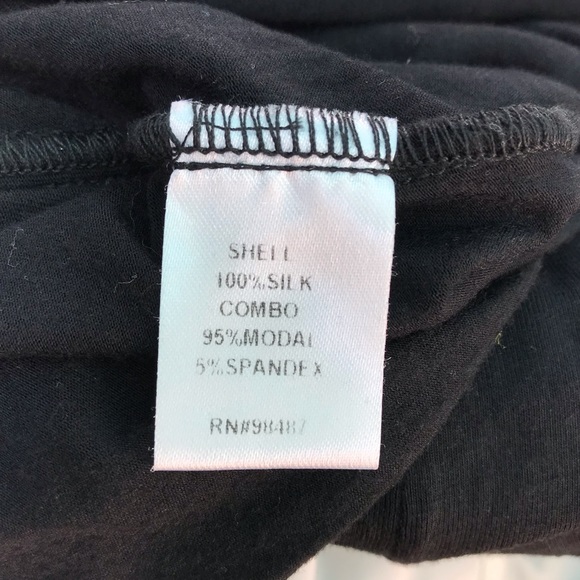 SHELL
100%SILK
COMBO
95%MODAL
5%SPANDEX
RN#98487